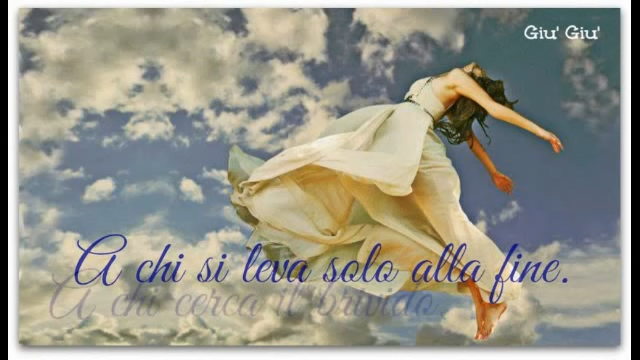 Giu' Giu'
A chi si leva solo alla fine.
A chi cerca il brivido.